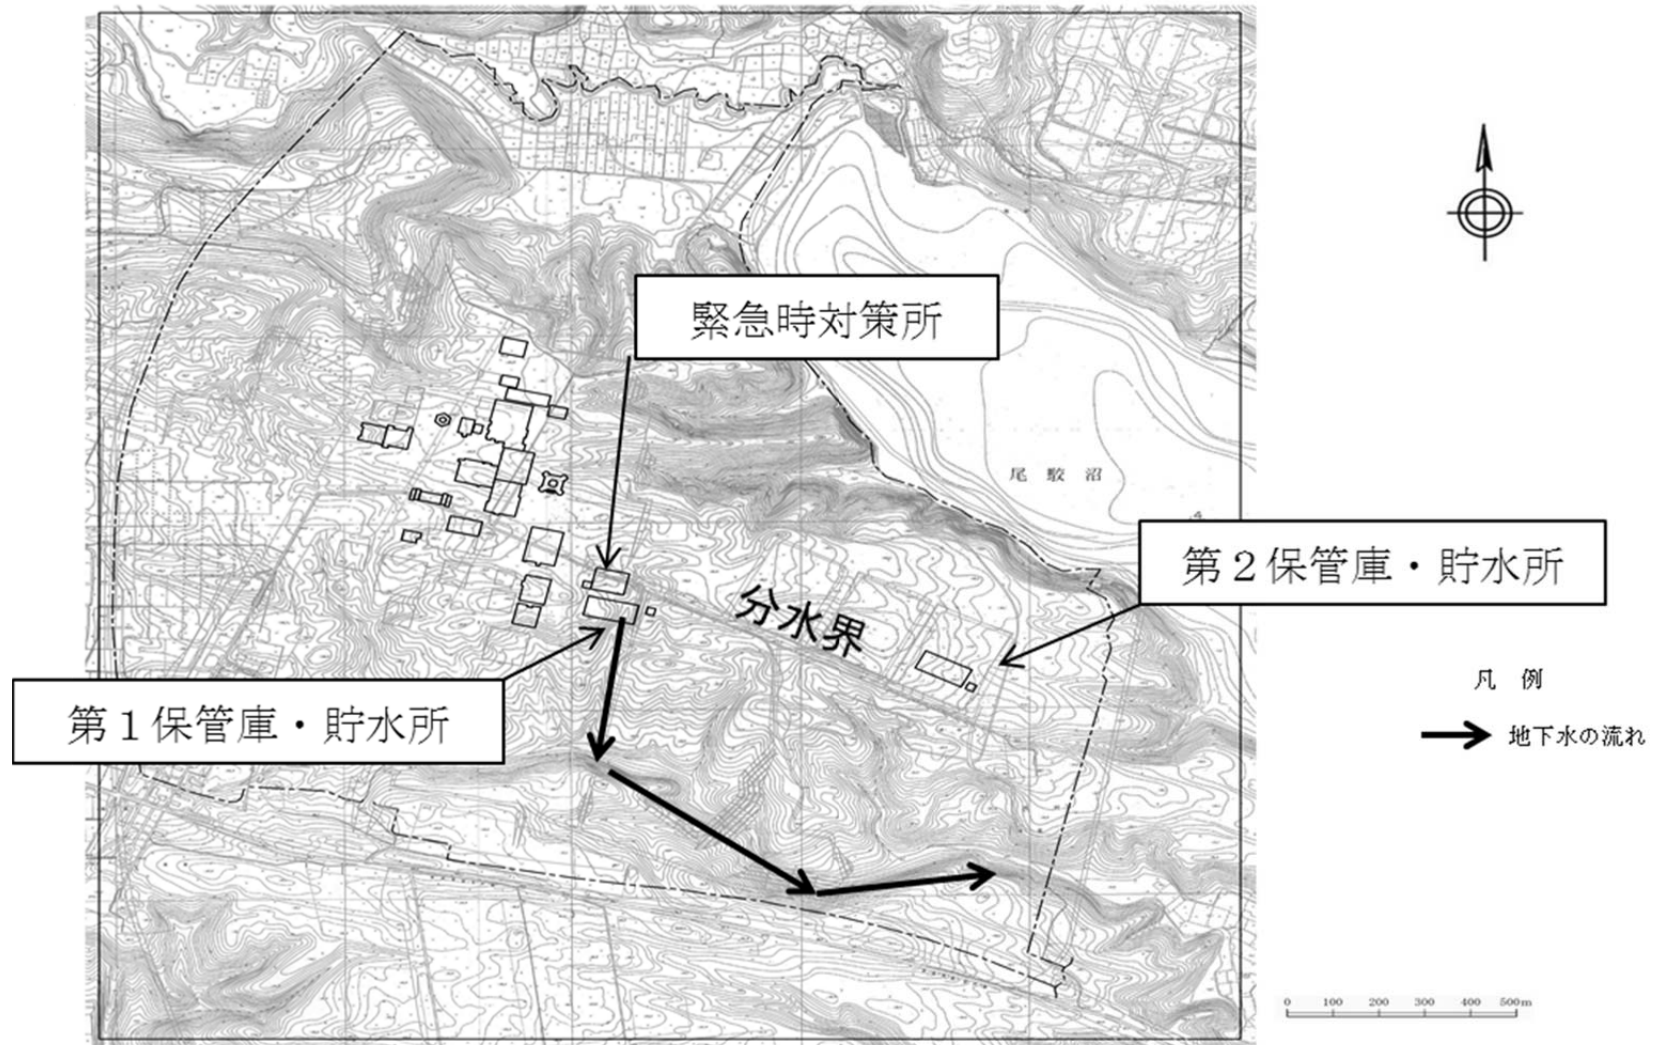 緊急時対策所
尾駮沼
第2保管庫・貯水所
分水界
第1保管庫・貯水所
凡 例
地下水の流れ
0 100 200 300 400 500m